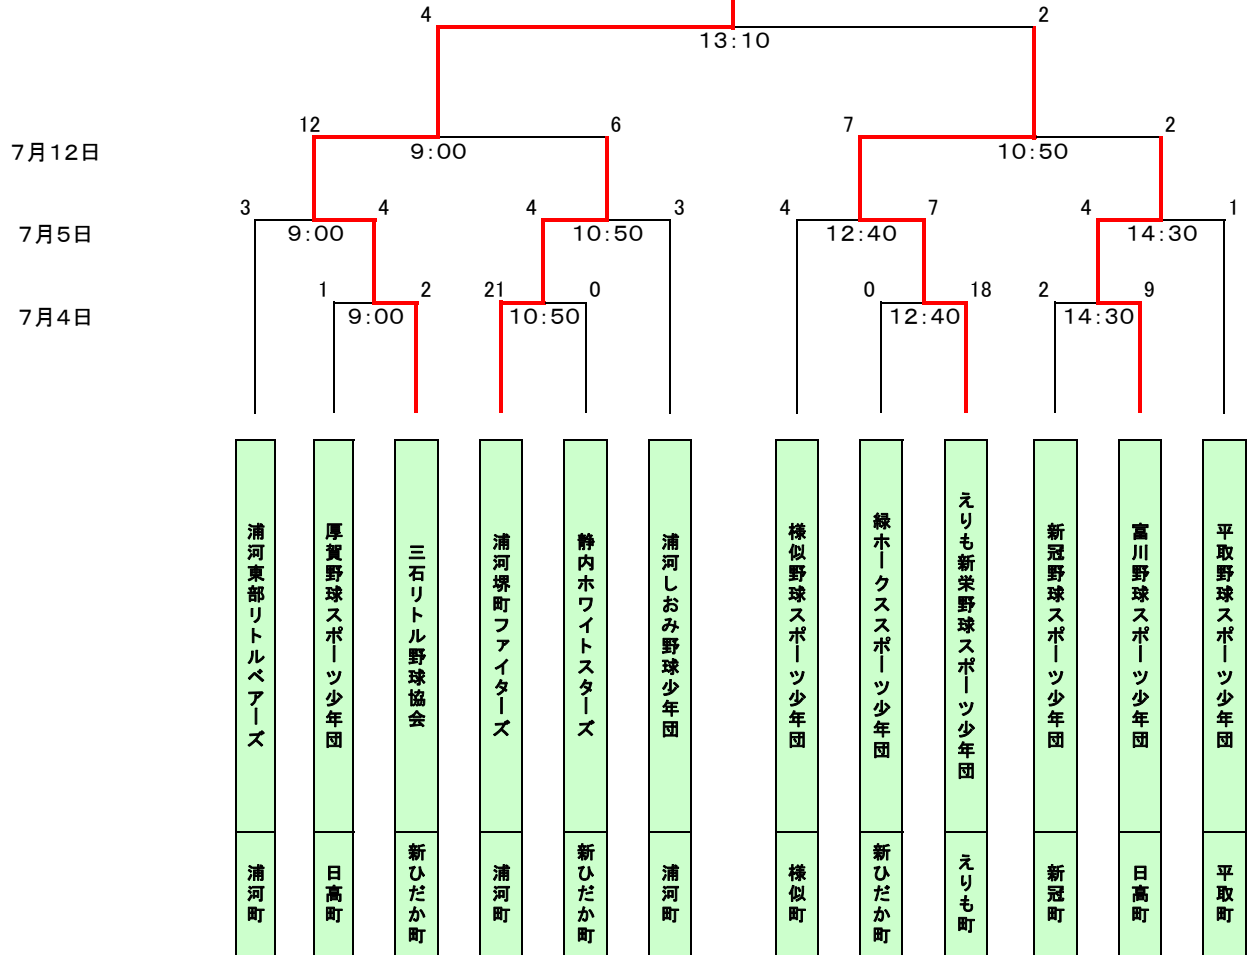 4
2
13:10
12
6
7
2
7月12日
9:00
10:50
3
4
4
3
4
7
4
1
7月5日
9:00
10:50
12:40
14:30
1
2
21
0
0
18
2
9
7月4日
9:00
10:50
12:40
14:30
浦河東部リトルベアーズ
厚賀野球スポーツ少年団
三石リトル野球協会
浦河堺町ファイターズ
静内ホワイトスターズ
浦河しおみ野球少年団
様似野球スポーツ少年団
緑ホークススポーツ少年団
えりも新栄野球スポーツ少年団
新冠野球スポーツ少年団
富川野球スポーツ少年団
平取野球スポーツ少年団
浦河町
日高町
新ひだか町
浦河町
新ひだか町
浦河町
様似町
新ひだか町
えりも町
新冠町
日高町
平取町